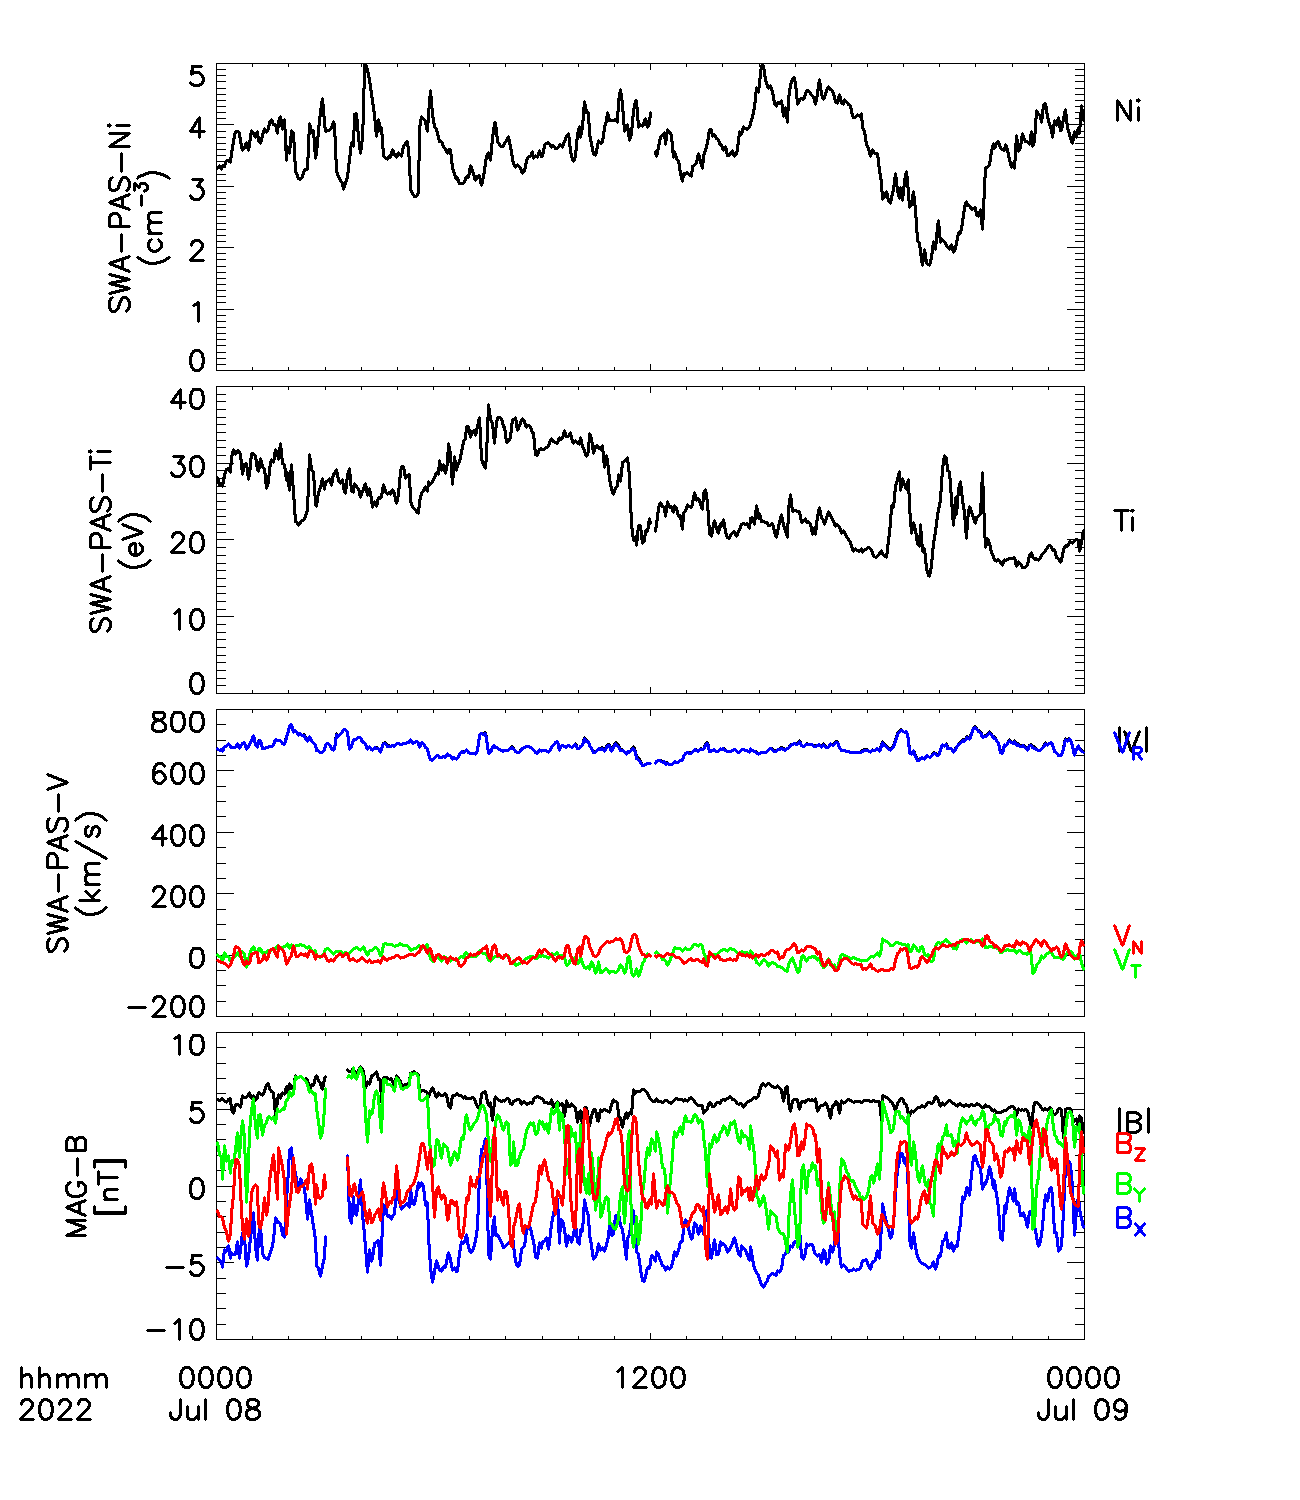 5
4
3
2
1
0
SWA-PAS-Ni
(cm⁻³)
Ni
40
30
20
10
0
SWA-PAS-Ti
(eV)
Ti
800
600
400
200
0
-200
SWA-PAS-V
(km/s)
|V|
V_R
V_N
V_T
10
5
0
-5
-10
MAG-B
[nT]
|B|
B_Z
B_Y
B_X
hhmm 0000 1200 0000
2022 Jul 08 Jul 09